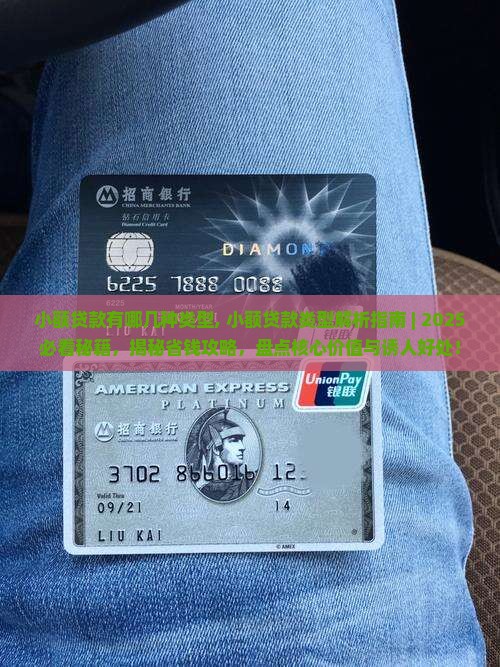 招商银行
CHINA MERCHANTS BANK
钻石信用卡
Diamond Credit Card
DIAMOND
6225 7888 0088
小额贷款有哪几种类型, 小额贷款类型解析指南 | 2025
必看秘籍，揭秘省钱攻略，盘点核心价值与诱人好处！
LIU KAI
UnionPay
银联
AMERICAN EXPRESS
PLATINUM
招商银行
3702 866016 12
Valid Thru
09/21
14
LIU KAI
© AMEX